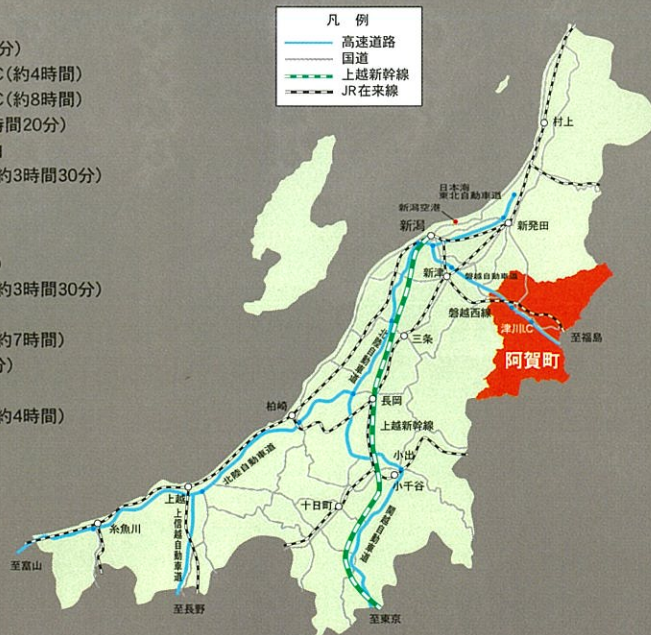 凡 例
高速道路
国道
上越新幹線
JR在来線
分)
C(約4時間)
C(約8時間)
時間20分)
約3時間30分)
約3時間30分)
約7時間)
分)
約4時間)
村上
日本海
東北自動車道
新潟空港
新潟
新発田
新津
磐越自動車道
磐越西線
津川I.C
至福島
阿賀町
三条
北陸自動車道
長岡
柏崎
上越新幹線
小出
小千谷
十日町
北陸自動車道
関越自動車道
上越
上信越自動車道
糸魚川
至富山
至長野
至東京